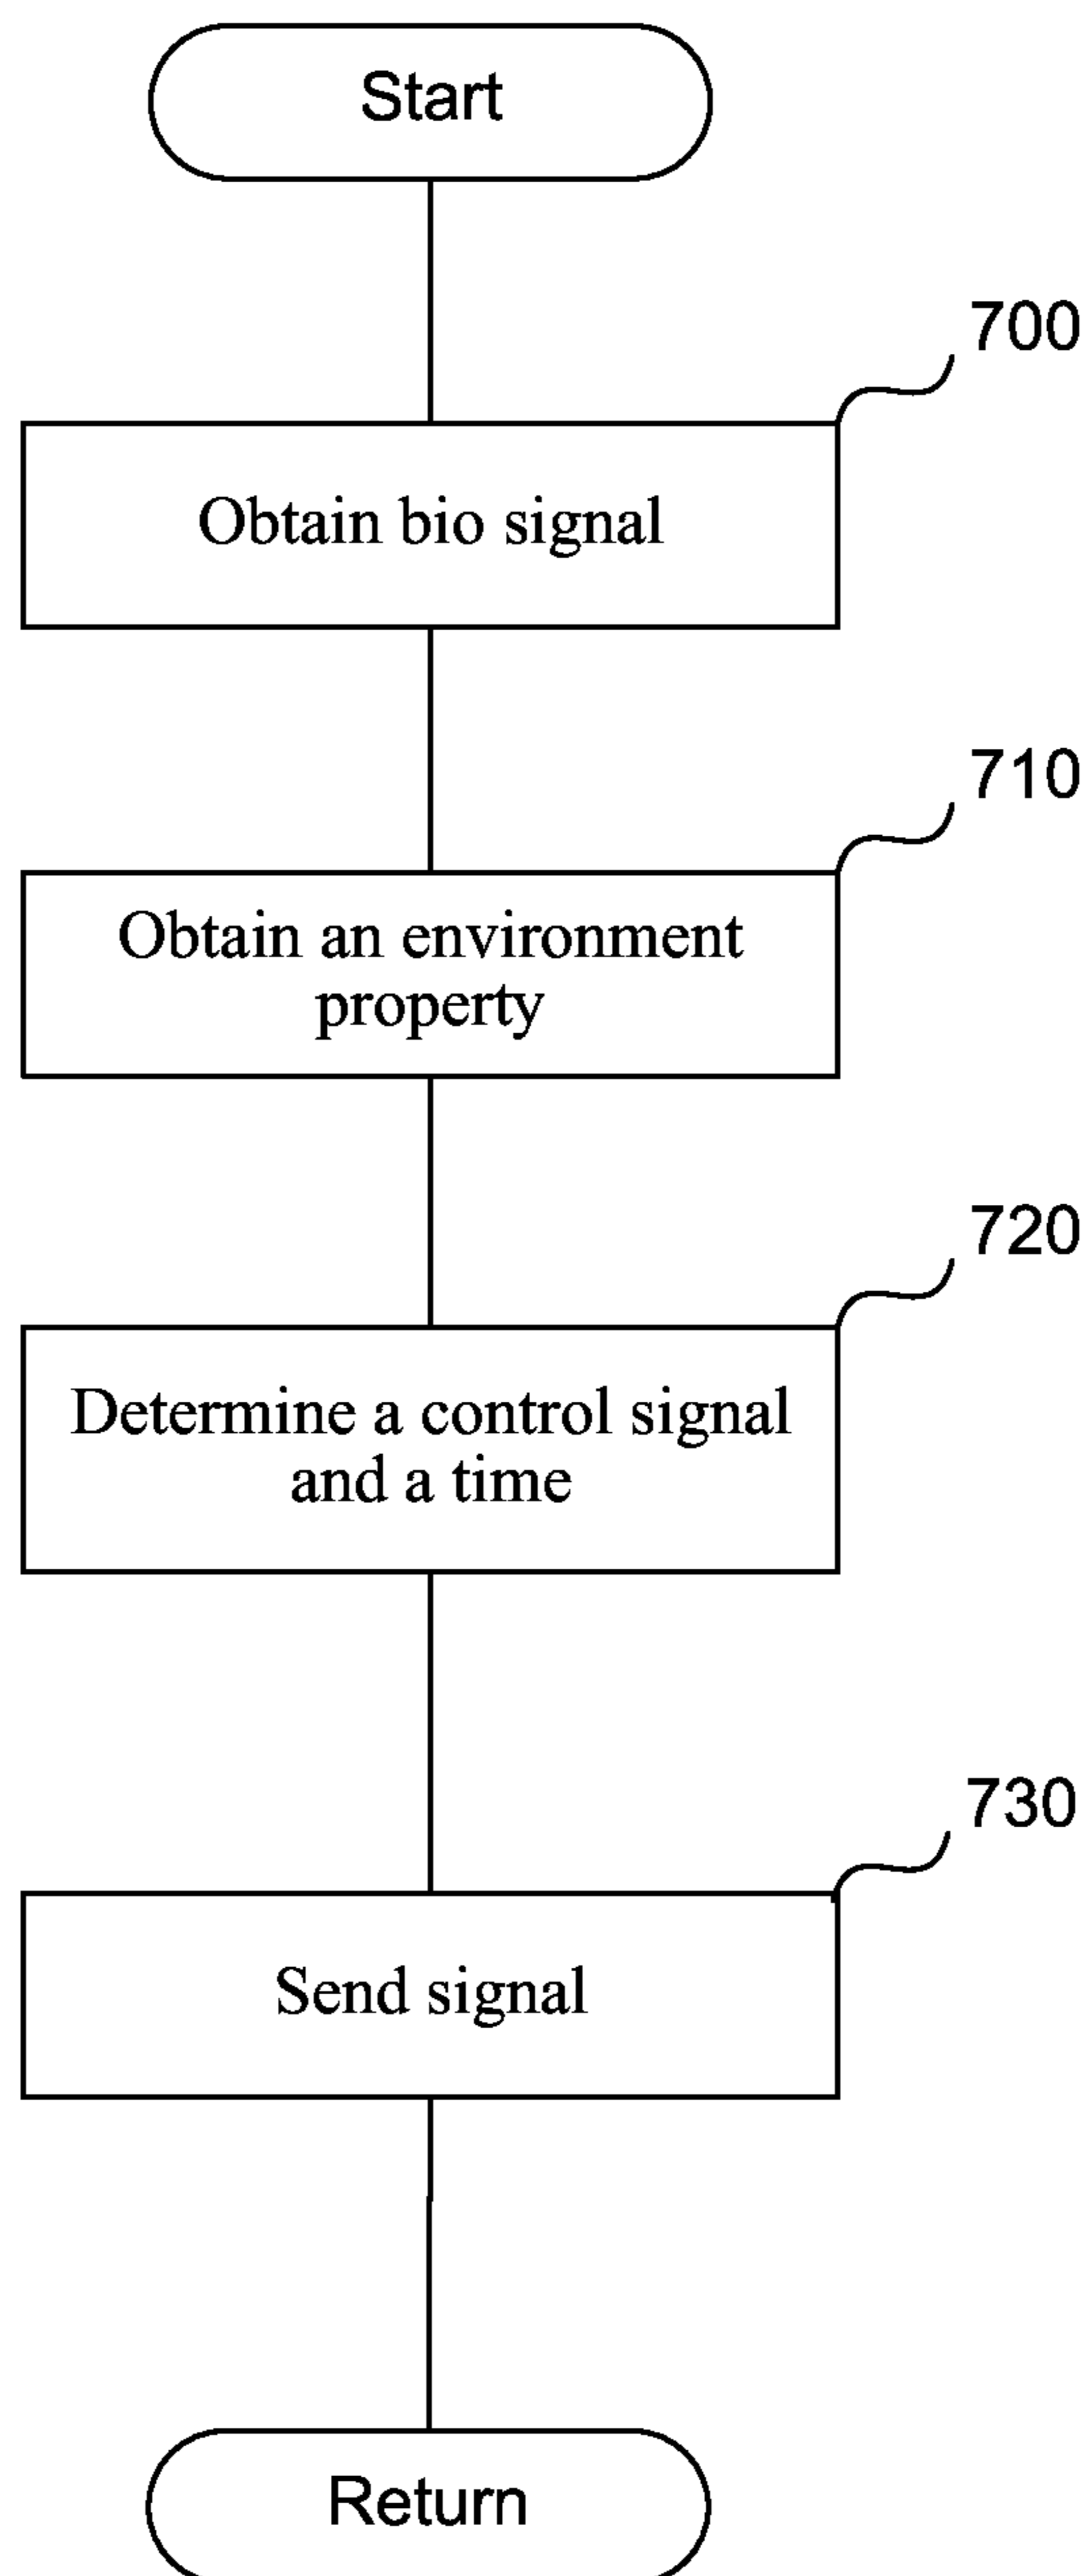 Start
700
Obtain bio signal
710
Obtain an environment
property
720
Determine a control signal
and a time
730
Send signal
Return